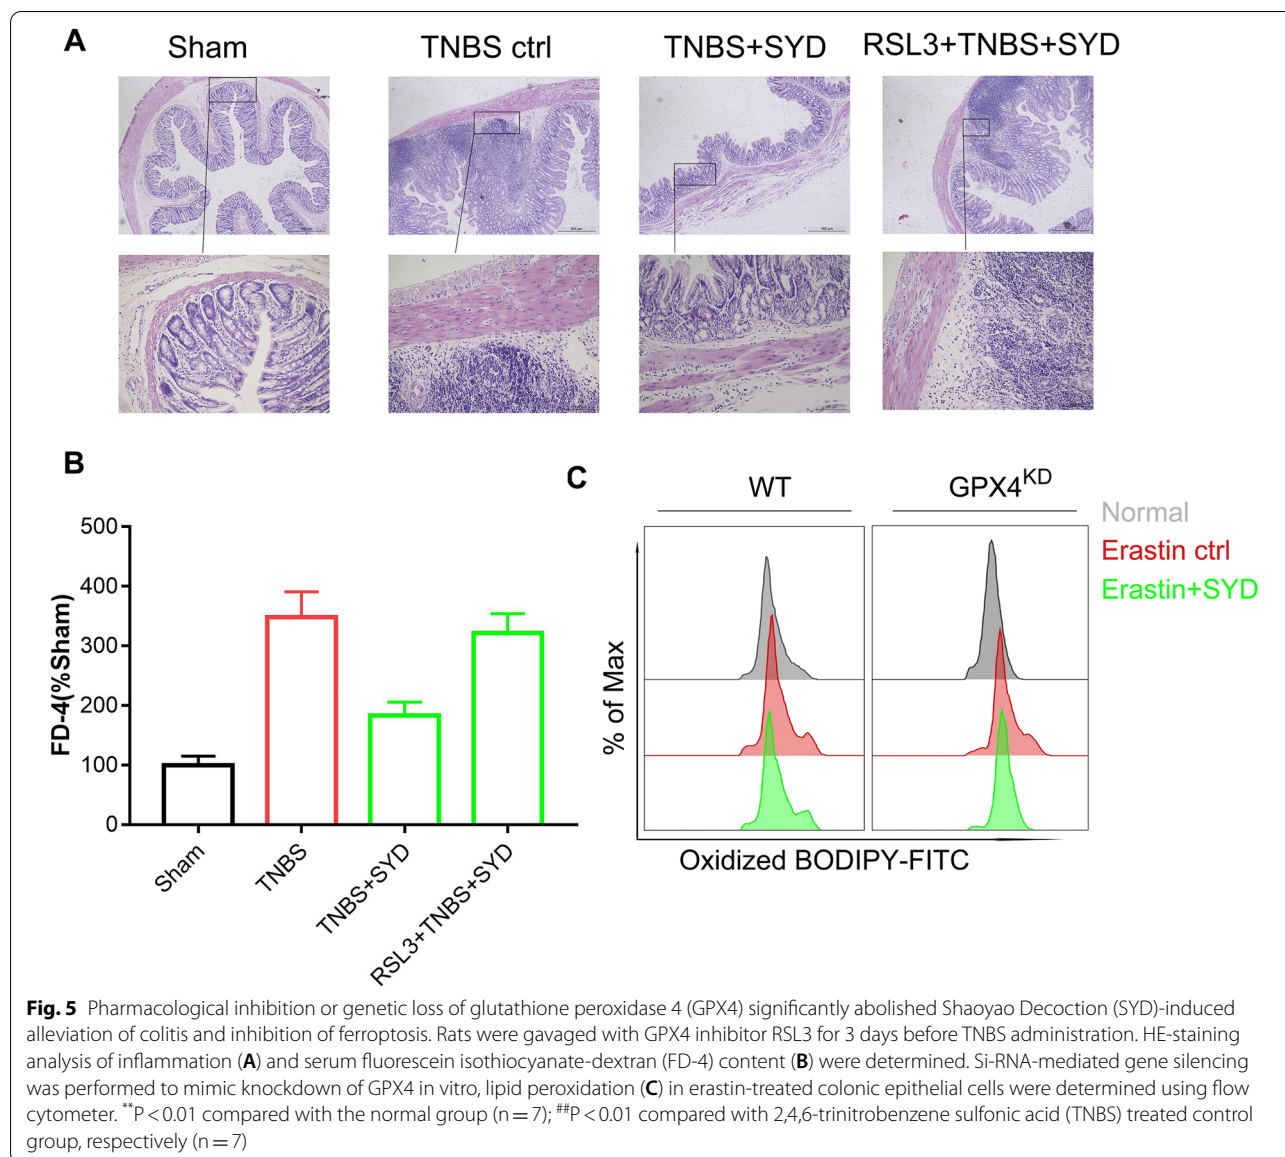 A
Sham
TNBS ctrl
TNBS+SYD
RSL3+TNBS+SYD
B
FD-4(%Sham)
500
400
300
200
100
0
Sham
TNBS
TNBS+SYD
RSL3+TNBS+SYD
C
WT
GPX4KD
Normal
Erastin ctrl
Erastin+SYD
% of Max
Oxidized BODIPY-FITC
Fig. 5 Pharmacological inhibition or genetic loss of glutathione peroxidase 4 (GPX4) significantly abolished Shaoyao Decoction (SYD)-induced
alleviation of colitis and inhibition of ferroptosis. Rats were gavaged with GPX4 inhibitor RSL3 for 3 days before TNBS administration. HE-staining
analysis of inflammation (A) and serum fluorescein isothiocyanate-dextran (FD-4) content (B) were determined. Si-RNA-mediated gene silencing
was performed to mimic knockdown of GPX4 in vitro, lipid peroxidation (C) in erastin-treated colonic epithelial cells were determined using flow
cytometer. **P < 0.01 compared with the normal group (n = 7); ##P < 0.01 compared with 2,4,6-trinitrobenzene sulfonic acid (TNBS) treated control
group, respectively (n = 7)